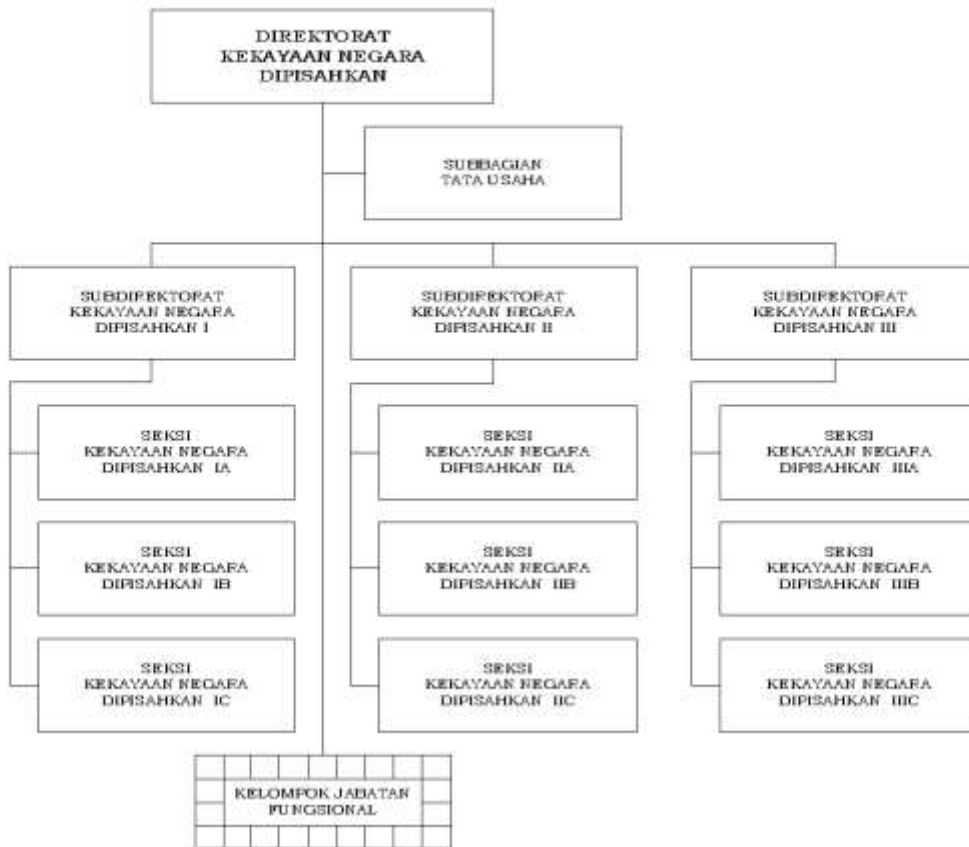 DIREKTORAT
KEKAYAAN NEGARA
DIPISAHKAN
SUBBAGIAN
TATA USAHA
SUBDIREKTORAT
KEKAYAAN NEGARA
DIPISAHKAN I
SUBDIREKTORAT
KEKAYAAN NEGARA
DIPISAHKAN II
SUBDIREKTORAT
KEKAYAAN NEGARA
DIPISAHKAN III
SEKSI
KEKAYAAN NEGARA
DIPISAHKAN IA
SEKSI
KEKAYAAN NEGARA
DIPISAHKAN IIA
SEKSI
KEKAYAAN NEGARA
DIPISAHKAN IIIA
SEKSI
KEKAYAAN NEGARA
DIPISAHKAN IB
SEKSI
KEKAYAAN NEGARA
DIPISAHKAN IIB
SEKSI
KEKAYAAN NEGARA
DIPISAHKAN IIIB
SEKSI
KEKAYAAN NEGARA
DIPISAHKAN IC
SEKSI
KEKAYAAN NEGARA
DIPISAHKAN IIC
SEKSI
KEKAYAAN NEGARA
DIPISAHKAN IIIC
KELOMPOK JABATAN
FUNGSIONAL